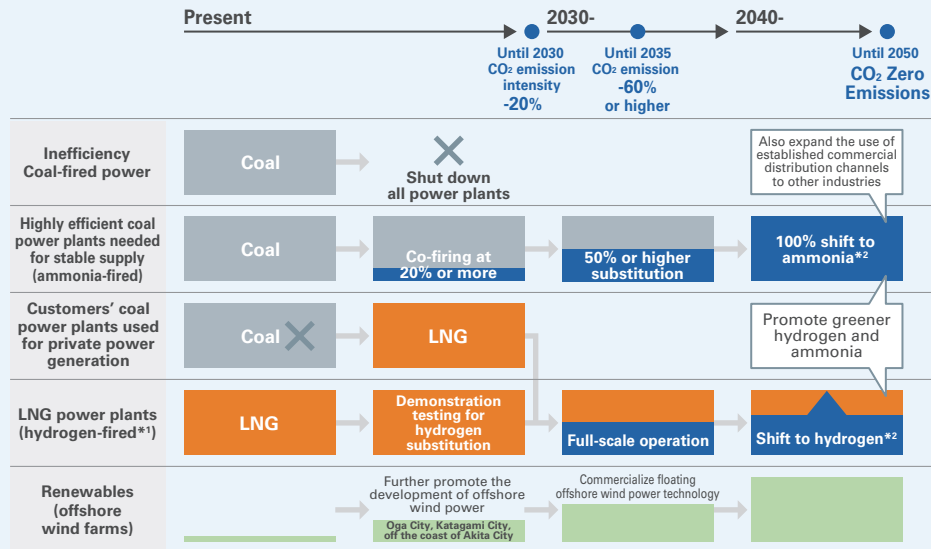 Present
2030-
2040-
Until 2030
CO2 emission
intensity
-20%
Until 2035
CO2 emission
-60%
or higher
Until 2050
CO2 Zero
Emissions
Inefficiency
Coal-fired power
Coal
Shut down
all power plants
Also expand the use of
established commercial
distribution channels
to other industries
Highly efficient coal
power plants needed
for stable supply
(ammonia-fired)
Coal
Co-firing at
20% or more
50% or higher
substitution
100% shift to
ammonia*2
Customers’ coal
power plants used
for private power
generation
Coal
LNG
Promote greener
hydrogen and
ammonia
LNG power plants
(hydrogen-fired*1)
LNG
Demonstration
testing for
hydrogen
substitution
Full-scale operation
Shift to hydrogen*2
Renewables
(offshore
wind farms)
Further promote the
development of offshore
wind power
Oga City, Katagami City,
off the coast of Akita City
Commercialize floating
offshore wind power technology